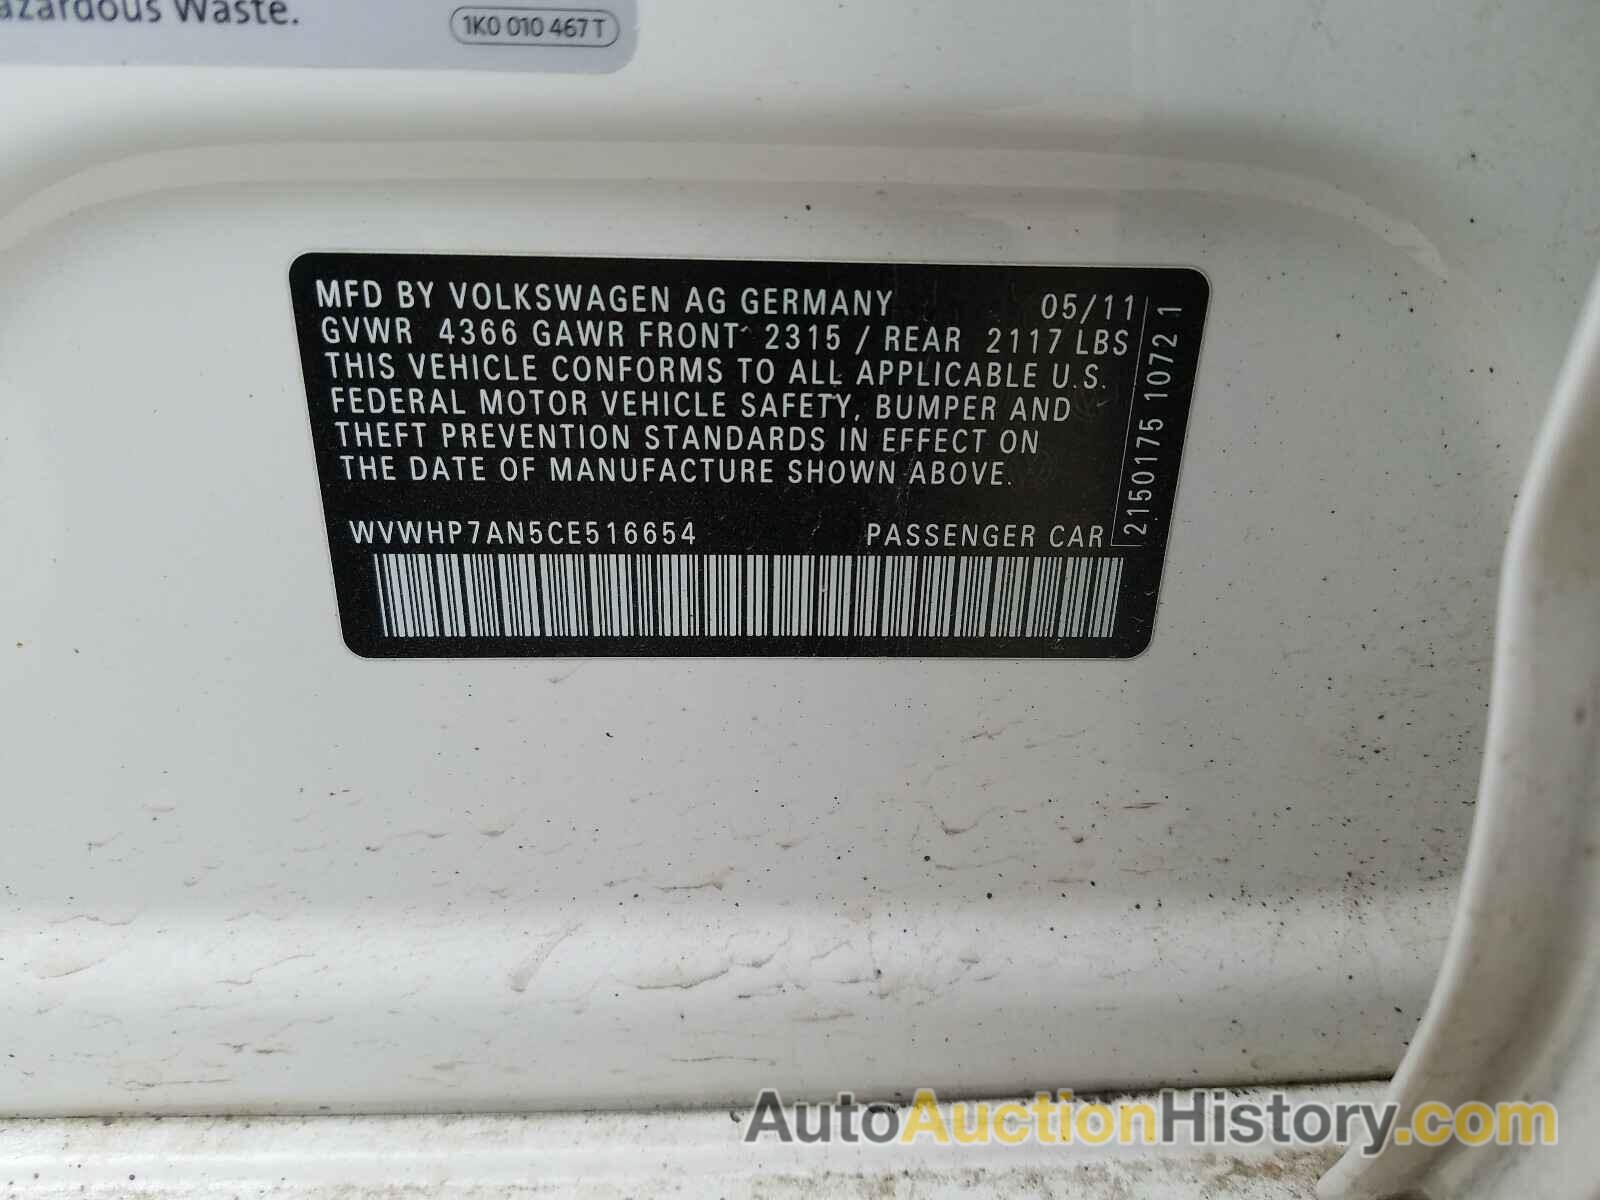 azardous Waste.
1K0 010 467 T
MFD BY VOLKSWAGEN AG GERMANY 05/11
GVWR 4366 GAWR FRONT 2315 / REAR 2117 LBS
THIS VEHICLE CONFORMS TO ALL APPLICABLE U.S.
FEDERAL MOTOR VEHICLE SAFETY, BUMPER AND
THEFT PREVENTION STANDARDS IN EFFECT ON
THE DATE OF MANUFACTURE SHOWN ABOVE.
WVWHP7AN5CE516654 PASSENGER CAR
2150175 1072 1
AutoAuctionHistory.com